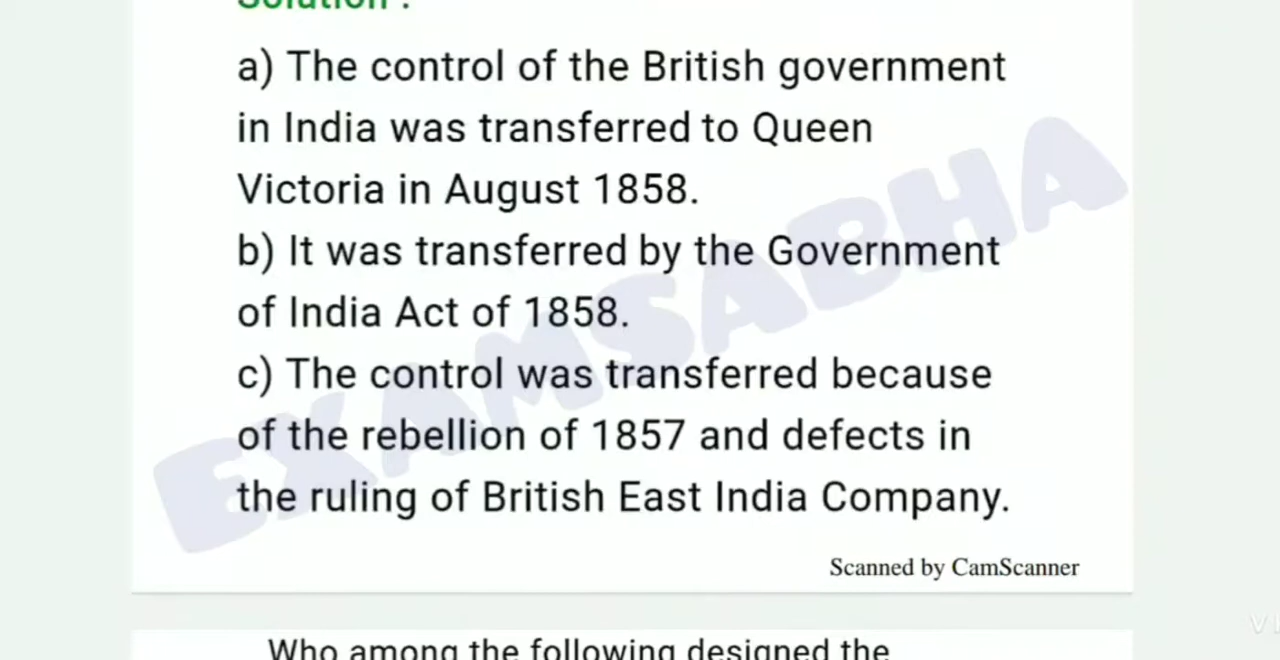 Solution :
a) The control of the British government
in India was transferred to Queen
Victoria in August 1858.
b) It was transferred by the Government
of India Act of 1858.
c) The control was transferred because
of the rebellion of 1857 and defects in
the ruling of British East India Company.
EXAMSABHA
Scanned by CamScanner
Who among the following designed the